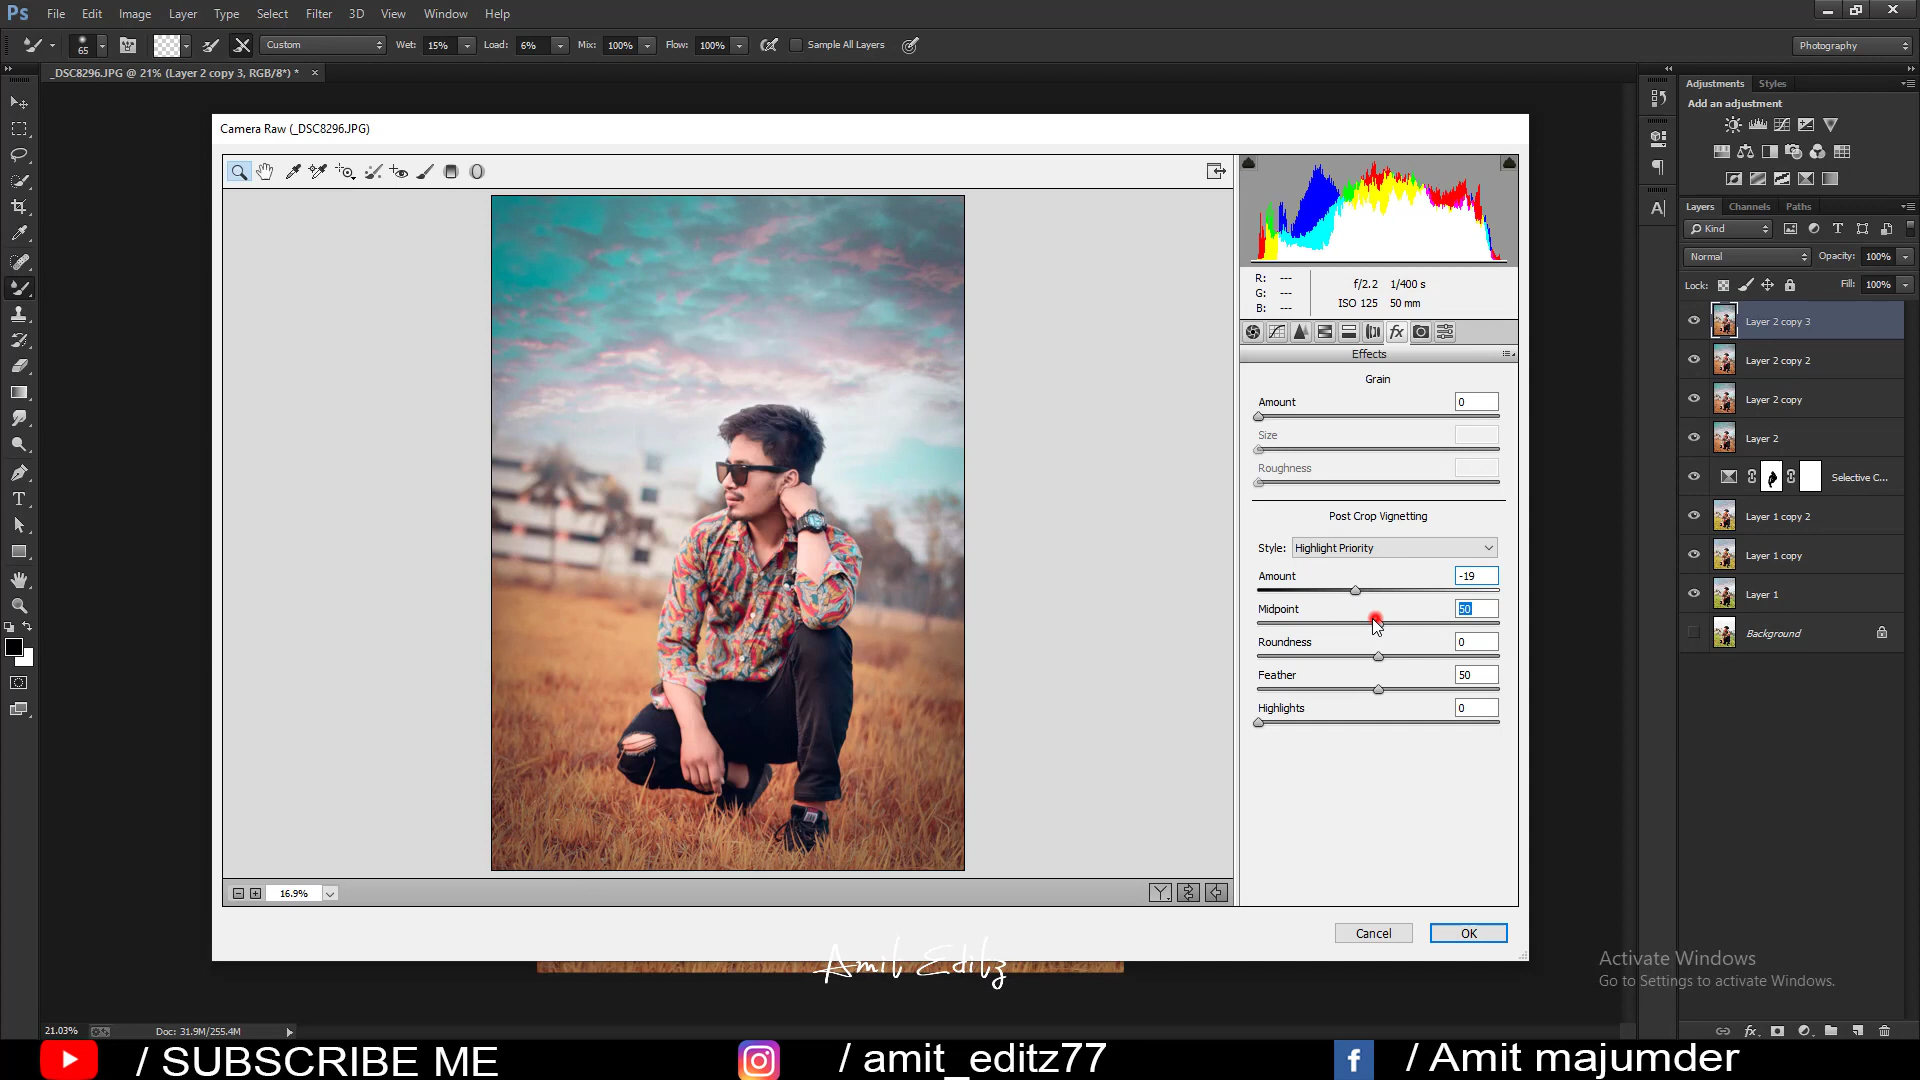 Ps File Edit Image Layer Type Select Filter 3D View Window Help
65 Custom Wet: 15% Load: 6% Mix: 100% Flow: 100% Sample All Layers Photography
_DSC8296.JPG @ 21% (Layer 2 copy 3, RGB/8*) * ×
Camera Raw (_DSC8296.JPG)
R: ---
G: ---
B: ---
f/2.2 1/400 s
ISO 125 50 mm
fx
Effects
Grain
Amount 0
Size
Roughness
Post Crop Vignetting
Style: Highlight Priority
Amount -19
Midpoint 50
Roundness 0
Feather 50
Highlights 0
16.9%
Cancel OK
Adjustments Styles
Add an adjustment
Layers Channels Paths
Kind
Normal Opacity: 100%
Lock: Fill: 100%
Layer 2 copy 3
Layer 2 copy 2
Layer 2 copy
Layer 2
Selective C...
Layer 1 copy 2
Layer 1 copy
Layer 1
Background
Amit Editz
Activate Windows
Go to Settings to activate Windows.
21.03% Doc: 31.9M/255.4M
fx
/ SUBSCRIBE ME / amit_editz77 / Amit majumder